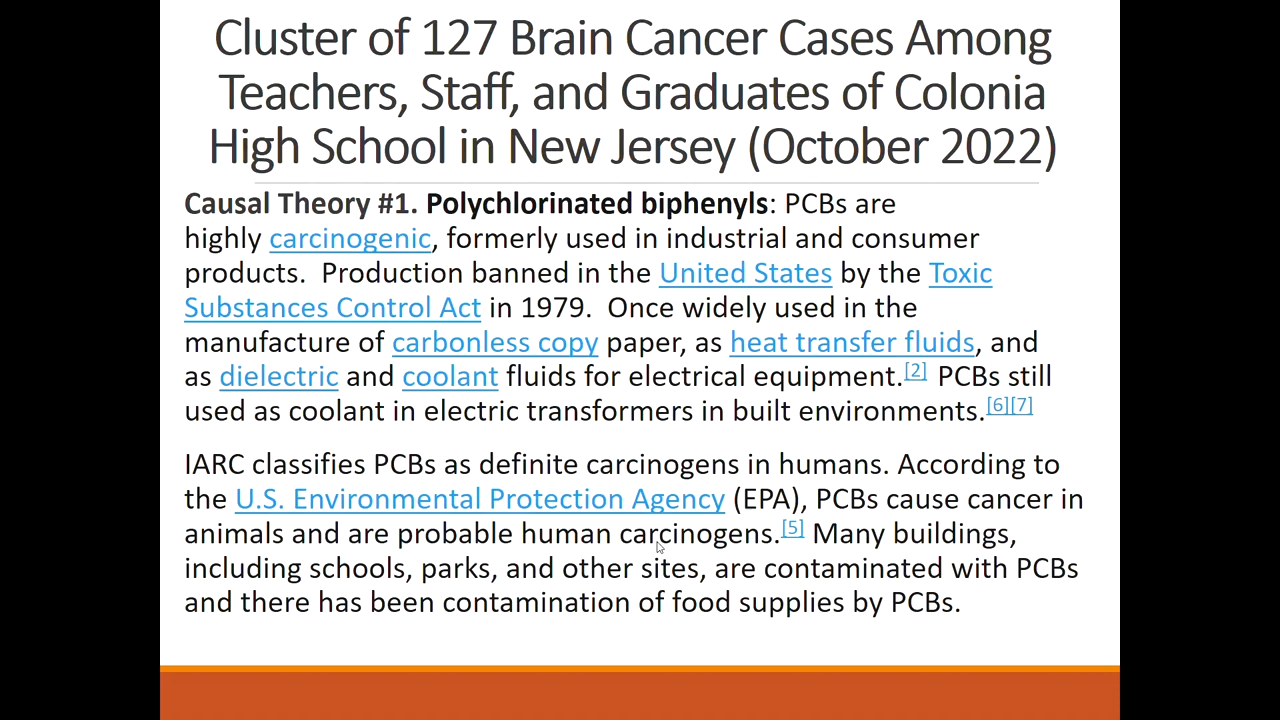 Cluster of 127 Brain Cancer Cases Among
Teachers, Staff, and Graduates of Colonia
High School in New Jersey (October 2022)
Causal Theory #1. Polychlorinated biphenyls: PCBs are
highly carcinogenic, formerly used in industrial and consumer
products. Production banned in the United States by the Toxic
Substances Control Act in 1979. Once widely used in the
manufacture of carbonless copy paper, as heat transfer fluids, and
as dielectric and coolant fluids for electrical equipment.[2] PCBs still
used as coolant in electric transformers in built environments.[6][7]
IARC classifies PCBs as definite carcinogens in humans. According to
the U.S. Environmental Protection Agency (EPA), PCBs cause cancer in
animals and are probable human carcinogens.[5] Many buildings,
including schools, parks, and other sites, are contaminated with PCBs
and there has been contamination of food supplies by PCBs.